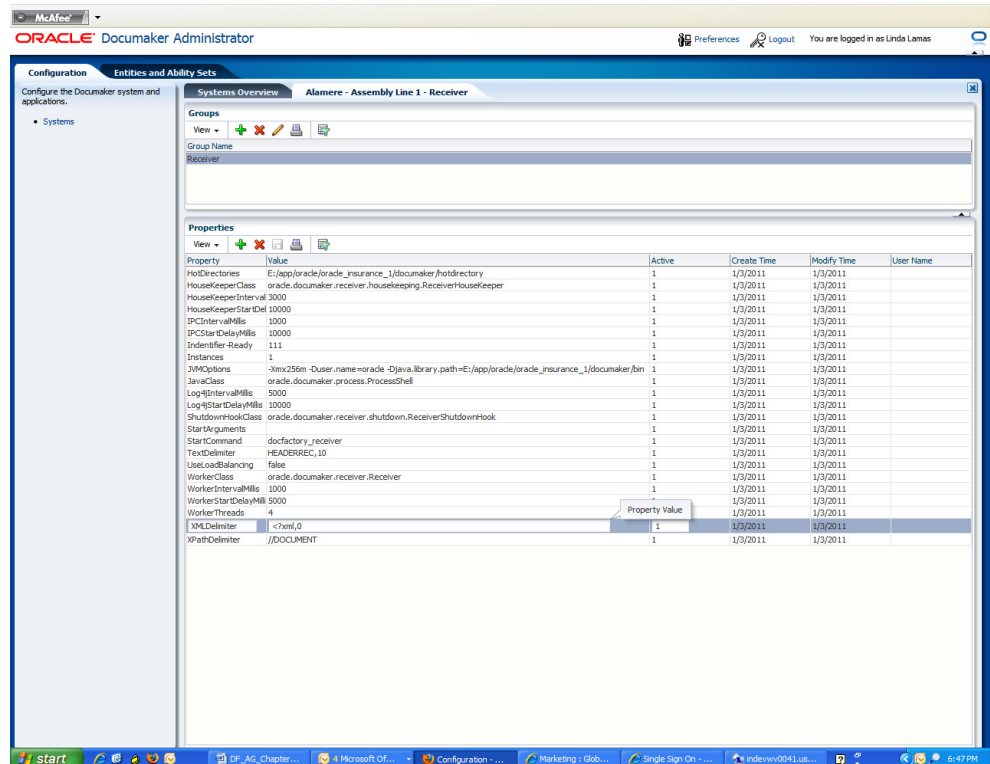 McAfee
ORACLE Documaker Administrator
Preferences Logout You are logged in as Linda Lamas
Configuration Entities and Ability Sets
Configure the Documaker system and
applications.
Systems
Systems Overview Alamere - Assembly Line 1 - Receiver
Groups
View
Group Name
Receiver
Properties
View
Property Value Active Create Time Modify Time User Name
HotDirectories E:/app/oracle/oracle_insurance_1/documaker/hotdirectory 1 1/3/2011 1/3/2011
HouseKeeperClass oracle.documaker.receiver.housekeeping.ReceiverHouseKeeper 1 1/3/2011 1/3/2011
HouseKeeperInterval 3000 1 1/3/2011 1/3/2011
HouseKeeperStartDel 10000 1 1/3/2011 1/3/2011
IPCIntervalMillis 1000 1 1/3/2011 1/3/2011
IPCStartDelayMillis 10000 1 1/3/2011 1/3/2011
Indentifier-Ready 111 1 1/3/2011 1/3/2011
Instances 1 1 1/3/2011 1/3/2011
JVMOptions -Xmx256m -Duser.name=oracle -Djava.library.path=E:/app/oracle/oracle_insurance_1/documaker/bin 1 1/3/2011 1/3/2011
JavaClass oracle.documaker.process.ProcessShell 1 1/3/2011 1/3/2011
Log4jIntervalMillis 5000 1 1/3/2011 1/3/2011
Log4jStartDelayMillis 10000 1 1/3/2011 1/3/2011
ShutdownHookClass oracle.documaker.receiver.shutdown.ReceiverShutdownHook 1 1/3/2011 1/3/2011
StartArguments 1 1/3/2011 1/3/2011
StartCommand docfactory_receiver 1 1/3/2011 1/3/2011
TextDelimiter HEADERREC,10 1 1/3/2011 1/3/2011
UseLoadBalancing false 1 1/3/2011 1/3/2011
WorkerClass oracle.documaker.receiver.Receiver 1 1/3/2011 1/3/2011
WorkerIntervalMillis 1000 1 1/3/2011 1/3/2011
WorkerStartDelayMilli 5000 1/3/2011 1/3/2011
WorkerThreads 4 Property Value 1/3/2011 1/3/2011
XMLDelimiter <?xml,0 1 1/3/2011 1/3/2011
XPathDelimiter //DOCUMENT 1 1/3/2011 1/3/2011
start DF_AG_Chapter... 4 Microsoft Of... Configuration - ... Marketing : Glob... Single Sign On - ... indevwv0041.us... 6:47 PM